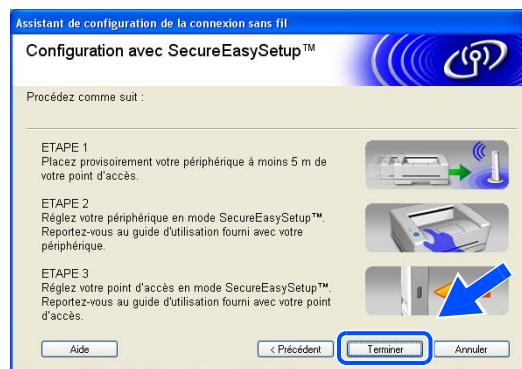 Assistant de configuration de la connexion sans fil
Configuration avec SecureEasySetup™
Procédez comme suit :
ETAPE 1
Placez provisoirement votre périphérique à moins 5 m de
votre point d'accès.
ETAPE 2
Réglez votre périphérique en mode SecureEasySetup™.
Reportez-vous au guide d'utilisation fourni avec votre
périphérique.
ETAPE 3
Réglez votre point d'accès en mode SecureEasySetup™.
Reportez-vous au guide d'utilisation fourni avec votre point
d'accès.
Aide
< Précédent
Terminer
Annuler